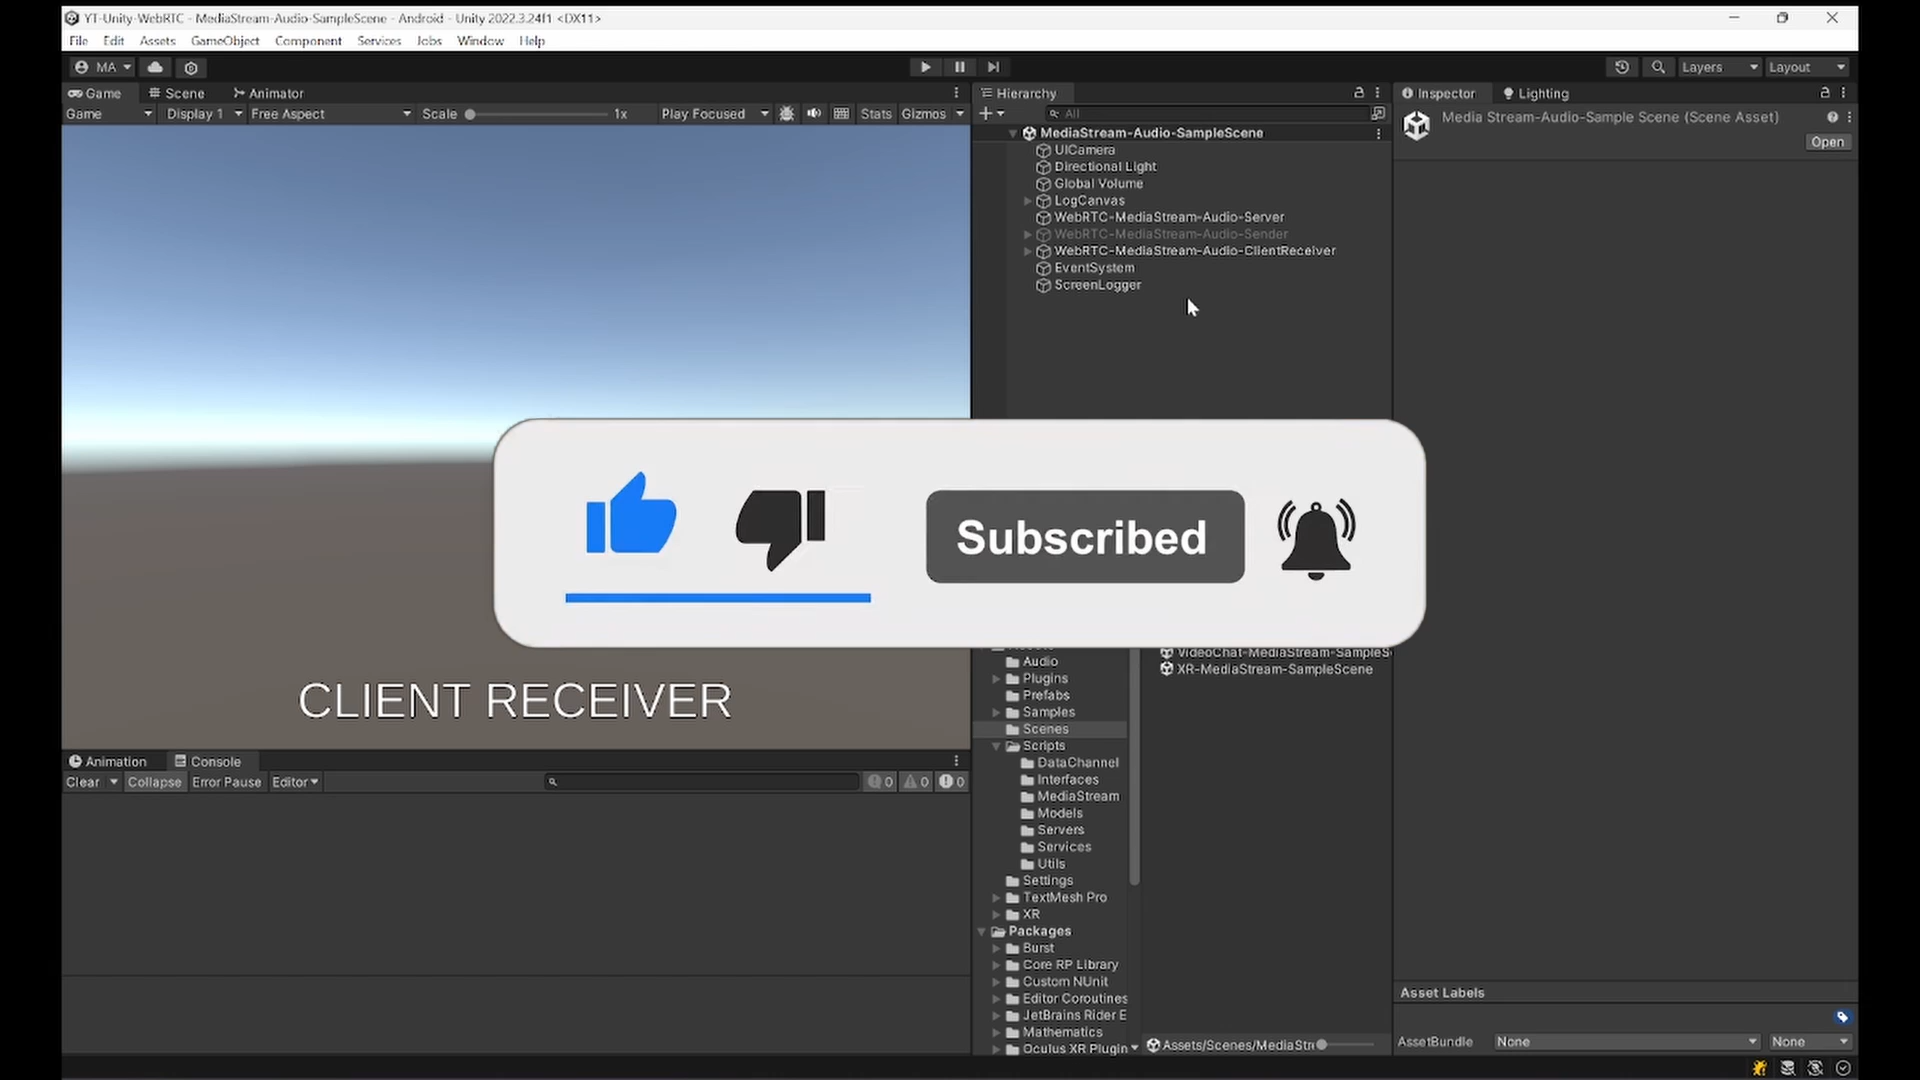 YT-Unity-WebRTC - MediaStream-Audio-SampleScene - Android - Unity 2022.3.24f1 <DX11>
File Edit Assets GameObject Component Services Jobs Window Help
MA
Layers Layout
Game Scene Animator
Game Display 1 Free Aspect Scale 1x Play Focused Stats Gizmos
CLIENT RECEIVER
Hierarchy
All
MediaStream-Audio-SampleScene
UICamera
Directional Light
Global Volume
LogCanvas
WebRTC-MediaStream-Audio-Server
WebRTC-MediaStream-Audio-Sender
WebRTC-MediaStream-Audio-ClientReceiver
EventSystem
ScreenLogger
Inspector Lighting
Media Stream-Audio-Sample Scene (Scene Asset)
Open
Subscribed
Animation Console
Clear Collapse Error Pause Editor 0 0 0
Audio
Plugins
Prefabs
Samples
Scenes
Scripts
DataChannel
Interfaces
MediaStream
Models
Servers
Services
Utils
Settings
TextMesh Pro
XR
Packages
Burst
Core RP Library
Custom NUnit
Editor Coroutines
JetBrains Rider E
Mathematics
Oculus XR Plugin
VideoChat-MediaStream-SampleS
XR-MediaStream-SampleScene
Assets/Scenes/MediaStr
Asset Labels
AssetBundle None None